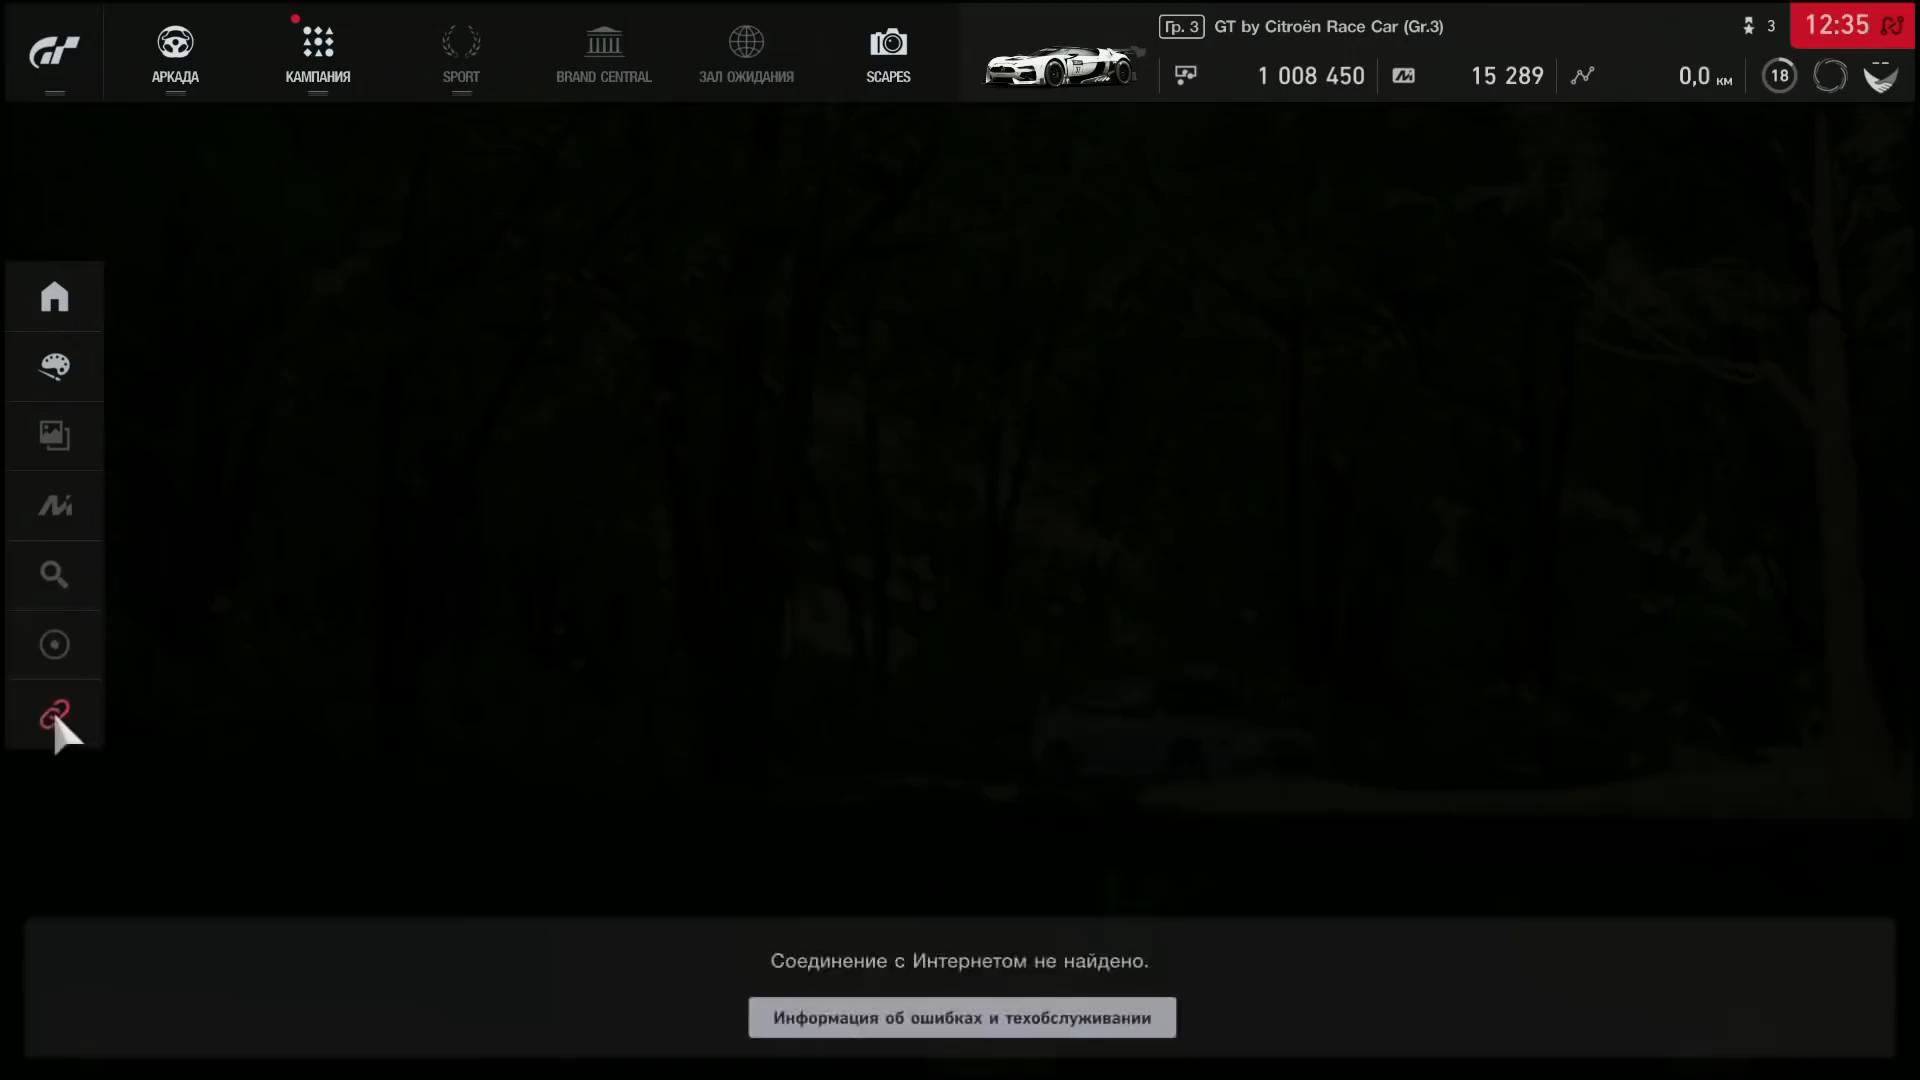 GT
АРКАДА
КАМПАНИЯ
SPORT
BRAND CENTRAL
ЗАЛ ОЖИДАНИЯ
SCAPES
Гр. 3 GT by Citroën Race Car (Gr.3)
3
12:35
1 008 450
15 289
0,0 км
18
Соединение с Интернетом не найдено.
Информация об ошибках и техобслуживании